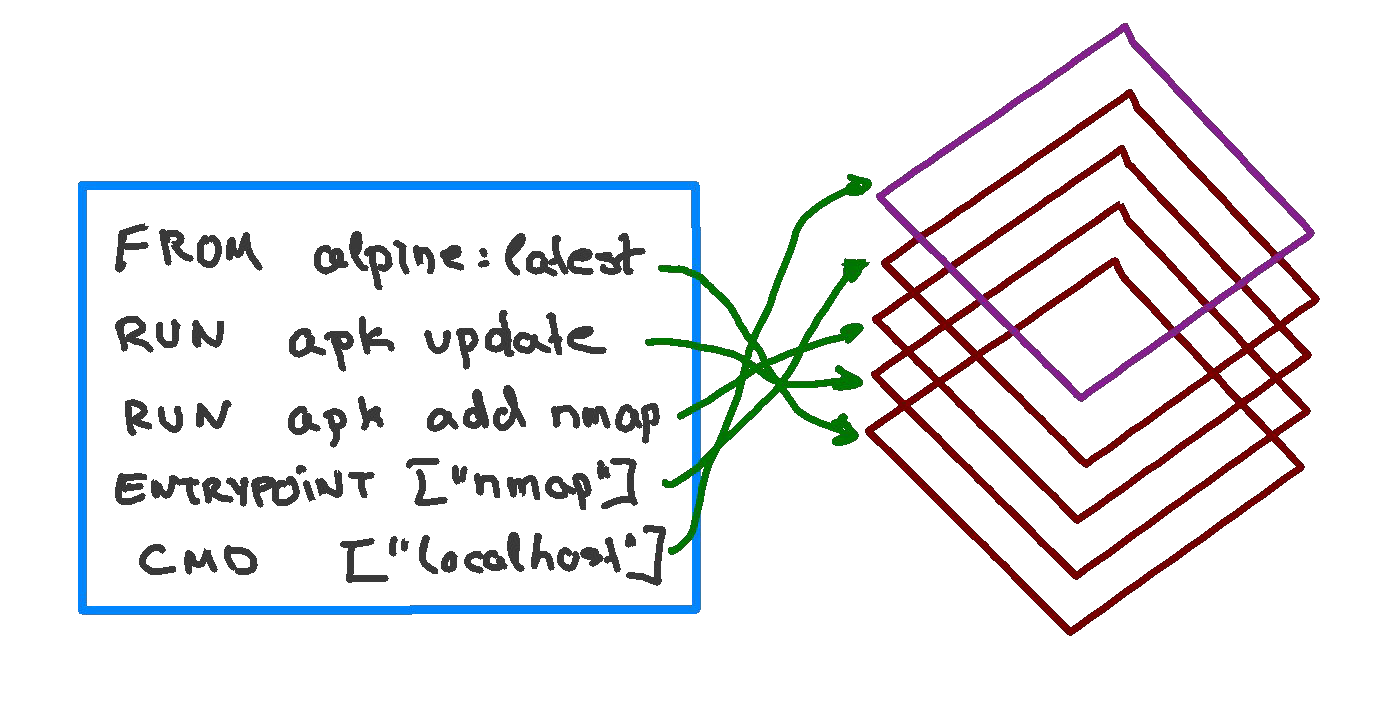 FROM alpine:latest
RUN apk update
RUN apk add nmap
ENTRYPOINT ["nmap"]
CMD ["localhost"]